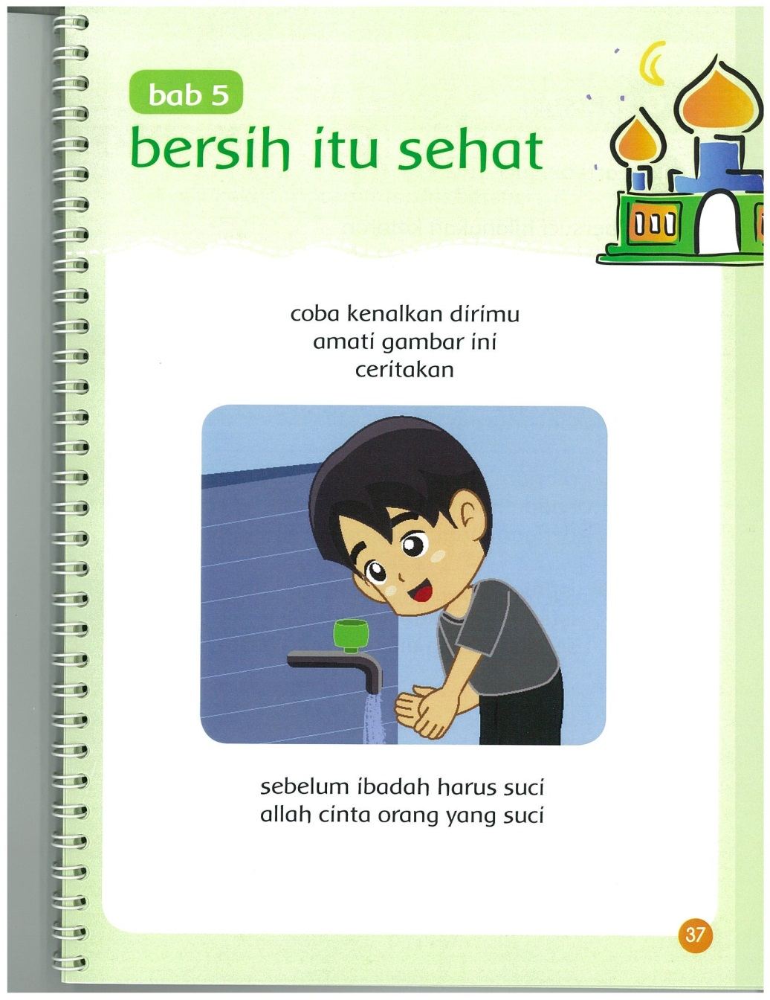 bab 5
bersih itu sehat
coba kenalkan dirimu
amati gambar ini
ceritakan
sebelum ibadah harus suci
allah cinta orang yang suci
37